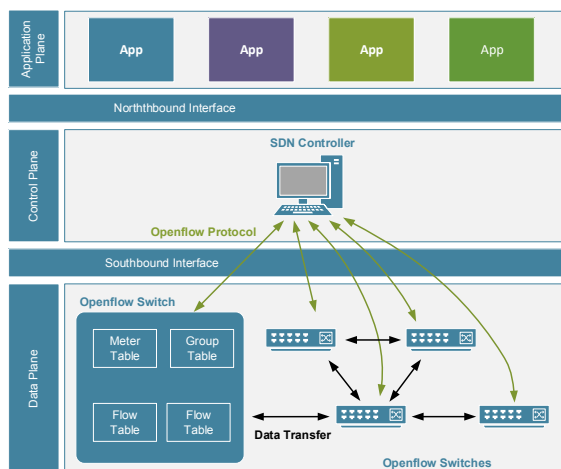 Application
Plane
App
App
App
App
Norththbound Interface
Control Plane
SDN Controller
Openflow Protocol
Southbound Interface
Data Plane
Openflow Switch
Meter
Table
Group
Table
Flow
Table
Flow
Table
Data Transfer
Openflow Switches